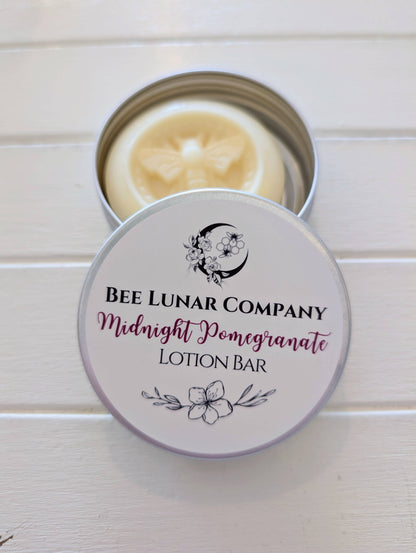 Bee Lunar Company
Midnight Pomegranate
Lotion Bar